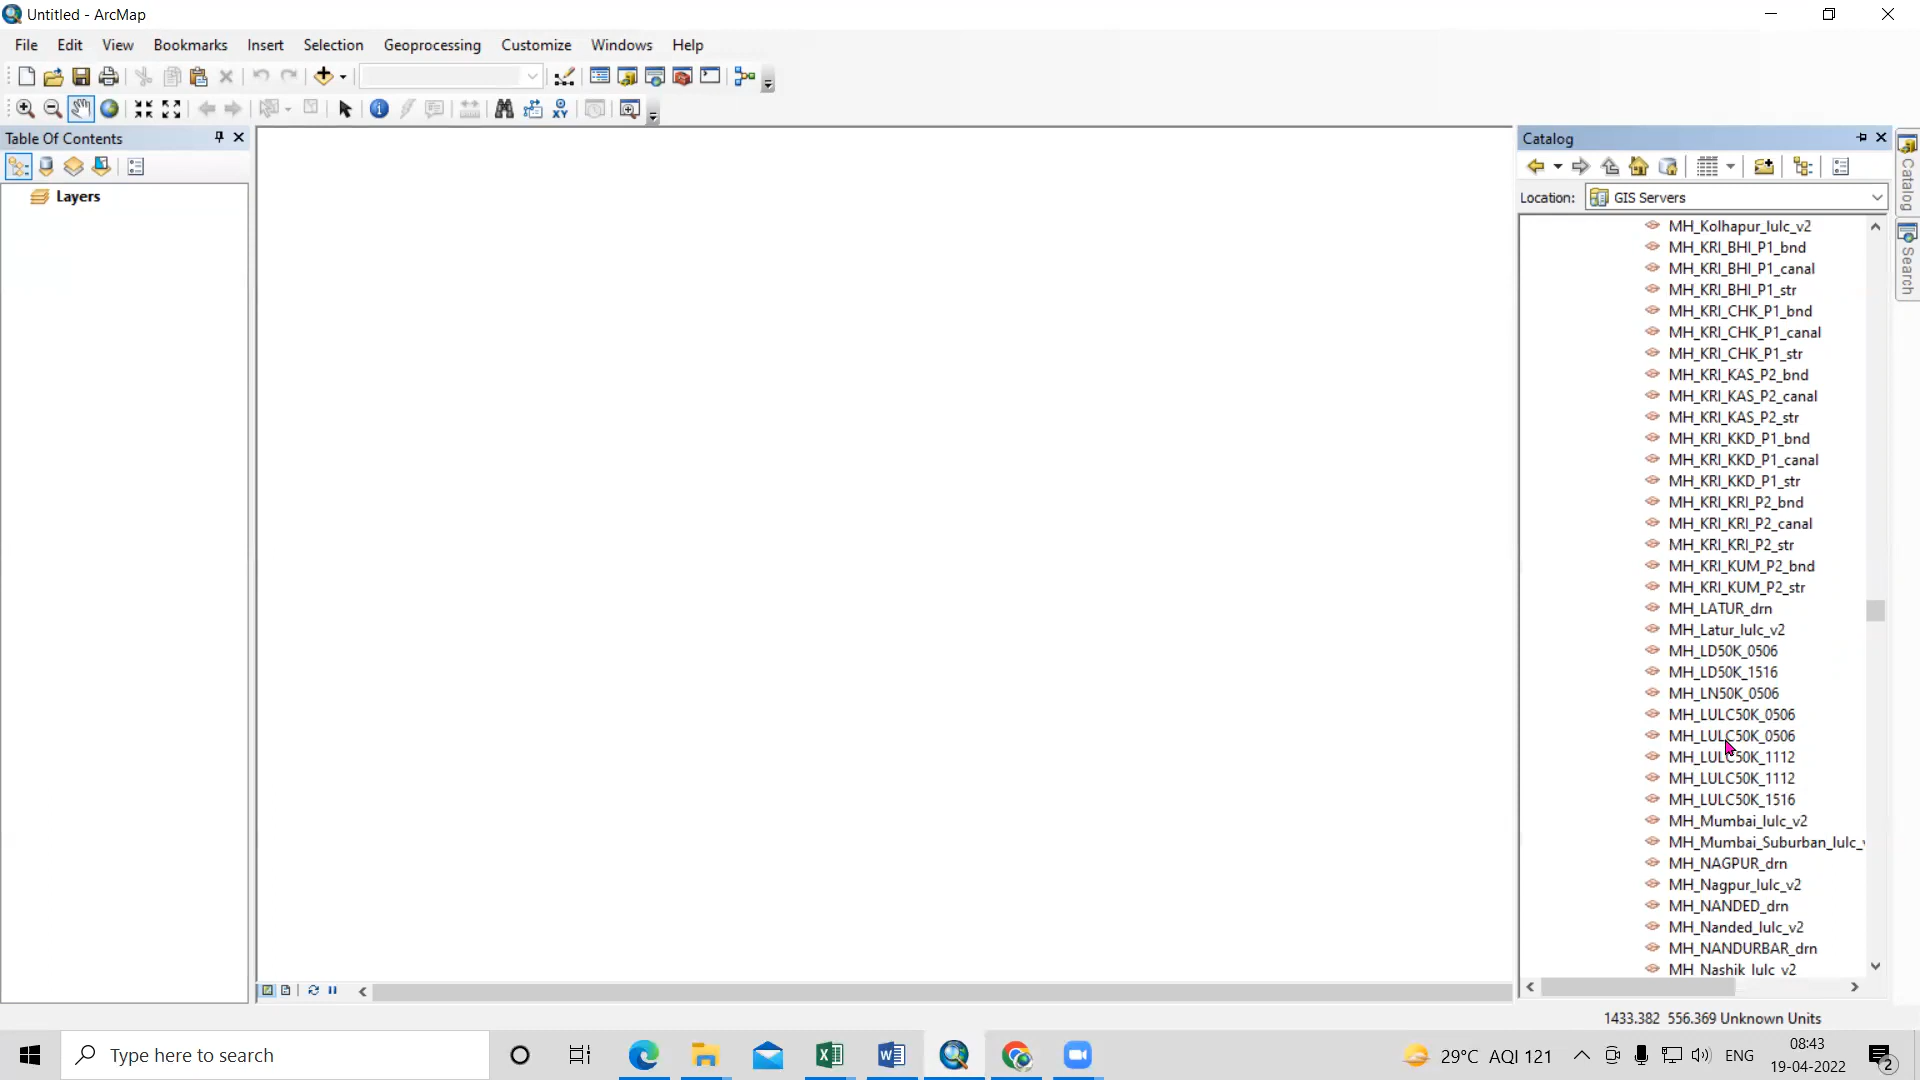 Untitled - ArcMap
File Edit View Bookmarks Insert Selection Geoprocessing Customize Windows Help
Table Of Contents
Layers
Catalog
Location: GIS Servers
MH_Kolhapur_lulc_v2
MH_KRI_BHI_P1_bnd
MH_KRI_BHI_P1_canal
MH_KRI_BHI_P1_str
MH_KRI_CHK_P1_bnd
MH_KRI_CHK_P1_canal
MH_KRI_CHK_P1_str
MH_KRI_KAS_P2_bnd
MH_KRI_KAS_P2_canal
MH_KRI_KAS_P2_str
MH_KRI_KKD_P1_bnd
MH_KRI_KKD_P1_canal
MH_KRI_KKD_P1_str
MH_KRI_KRI_P2_bnd
MH_KRI_KRI_P2_canal
MH_KRI_KRI_P2_str
MH_KRI_KUM_P2_bnd
MH_KRI_KUM_P2_str
MH_LATUR_drn
MH_Latur_lulc_v2
MH_LD50K_0506
MH_LD50K_1516
MH_LN50K_0506
MH_LULC50K_0506
MH_LULC50K_0506
MH_LULC50K_1112
MH_LULC50K_1112
MH_LULC50K_1516
MH_Mumbai_lulc_v2
MH_Mumbai_Suburban_lulc_v
MH_NAGPUR_drn
MH_Nagpur_lulc_v2
MH_NANDED_drn
MH_Nanded_lulc_v2
MH_NANDURBAR_drn
MH_Nashik_lulc_v2
Catalog
Search
1433.382 556.369 Unknown Units
Type here to search
29°C AQI 121
ENG
08:43
19-04-2022
2